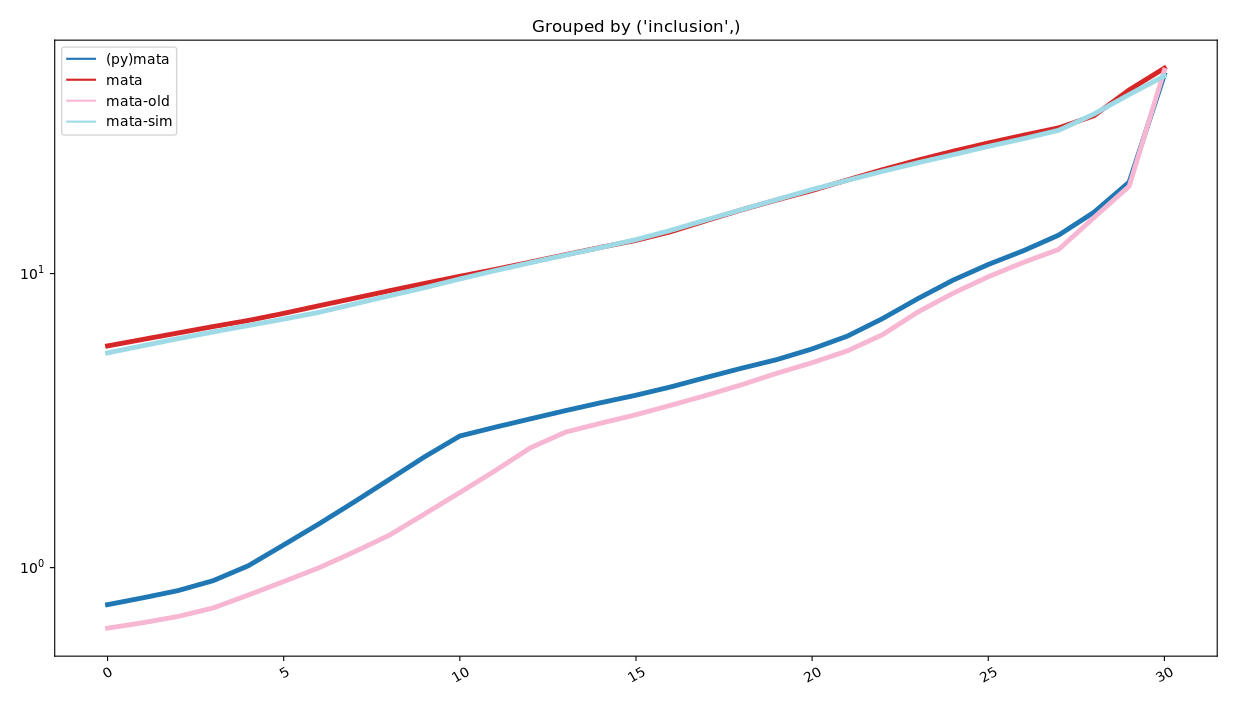 Grouped by ('inclusion',)
(py)mata
mata
mata-old
mata-sim
10¹
10⁰
0
5
10
15
20
25
30